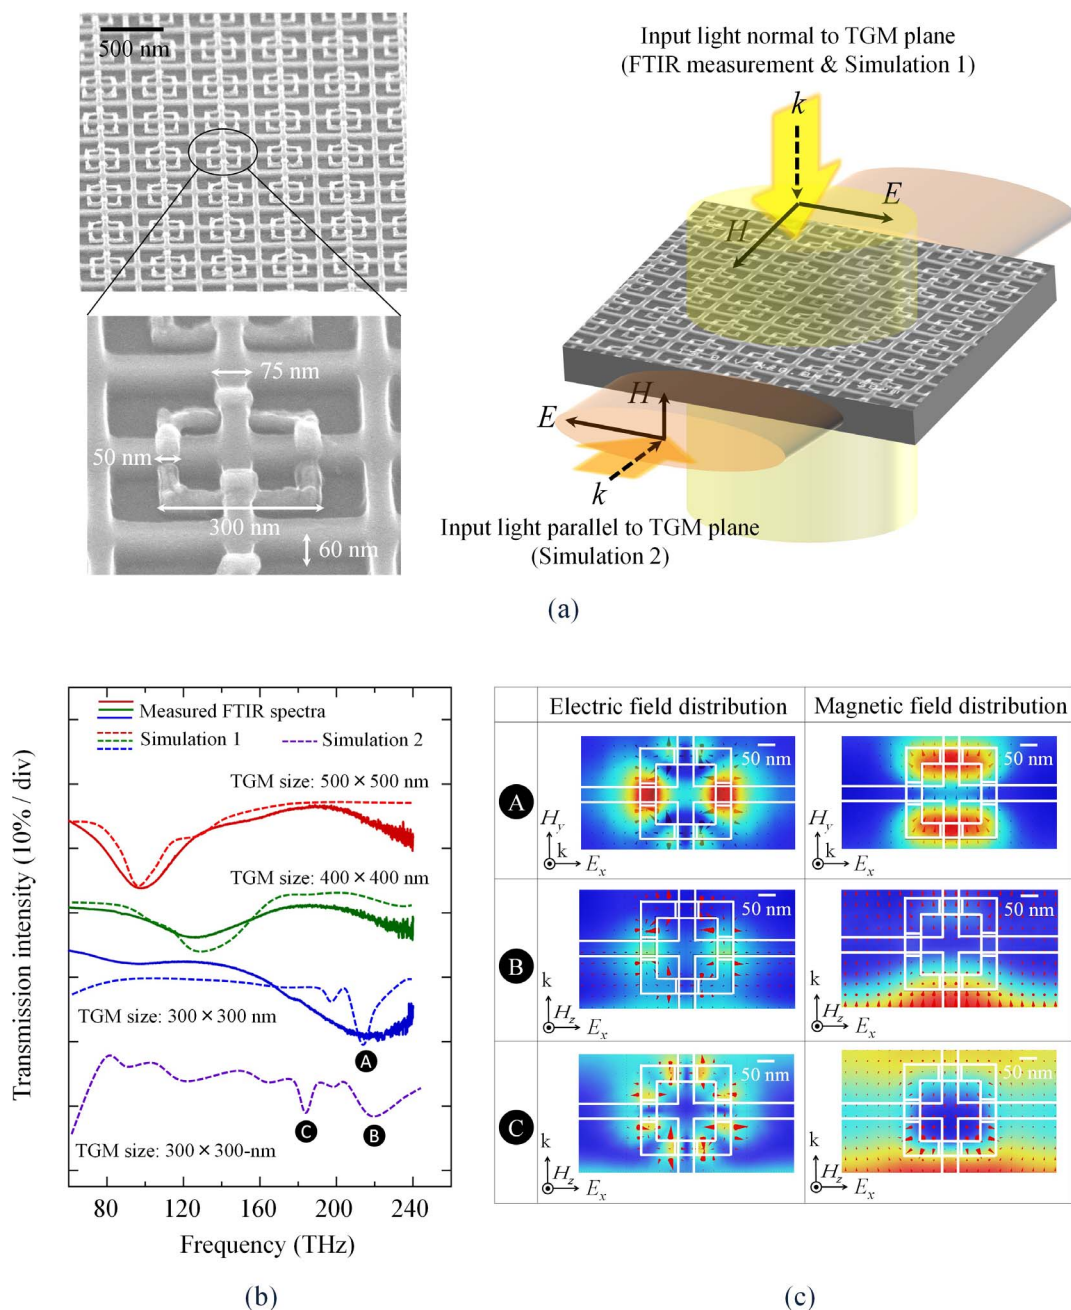 500 nm
75 nm
50 nm
300 nm
60 nm
Input light normal to TGM plane
(FTIR measurement & Simulation 1)
k
E
H
H
E
k
Input light parallel to TGM plane
(Simulation 2)
(a)
Transmission intensity (10% / div)
Measured FTIR spectra
Simulation 1
Simulation 2
TGM size: 500 × 500 nm
TGM size: 400 × 400 nm
TGM size: 300 × 300 nm
A
C
B
TGM size: 300 × 300-nm
80 120 160 200 240
Frequency (THz)
(b)
Electric field distribution Magnetic field distribution
A
50 nm
50 nm
Hy
k
Ex
B
50 nm
50 nm
k
Hz
Ex
k
Hz
Ex
C
50 nm
50 nm
k
Hz
Ex
k
Hz
Ex
Hy
k
Ex
(c)